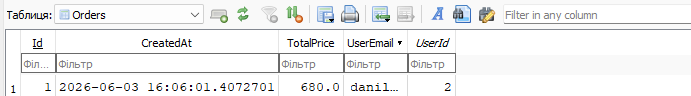 Таблиця: Orders Filter in any column
Id CreatedAt TotalPrice UserEmail UserId
Філ... Фільтр Фільтр Фільтр Фільтр
1 1 2026-06-03 16:06:01.4072701 680.0 danil… 2